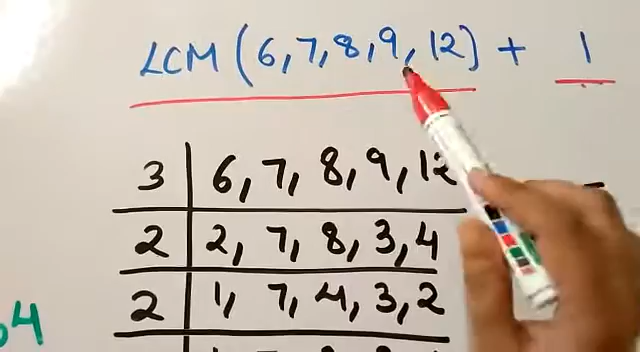 LCM (6,7,8,9,12) + 1
3 | 6, 7, 8, 9, 12
2 | 2, 7, 8, 3, 4
2 | 1, 7, 4, 3, 2